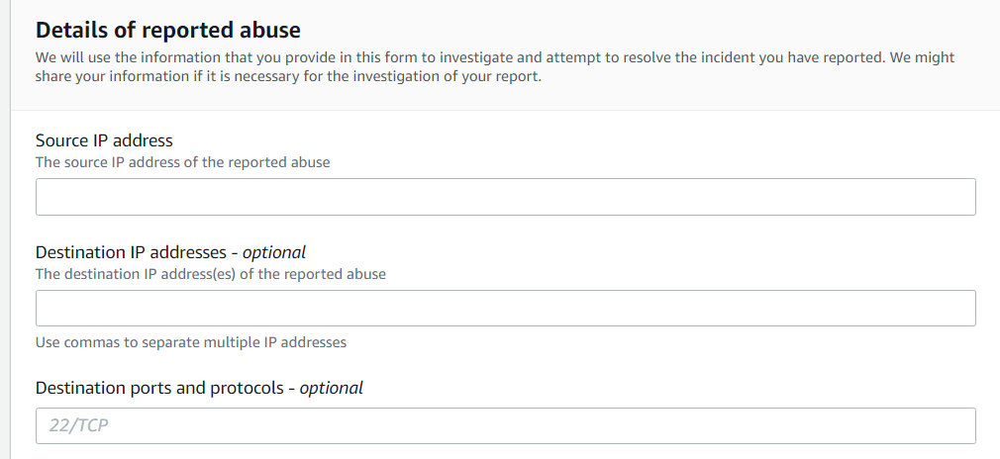 Details of reported abuse
We will use the information that you provide in this form to investigate and attempt to resolve the incident you have reported. We might
share your information if it is necessary for the investigation of your report.
Source IP address
The source IP address of the reported abuse
Destination IP addresses - optional
The destination IP address(es) of the reported abuse
Use commas to separate multiple IP addresses
Destination ports and protocols - optional
22/TCP